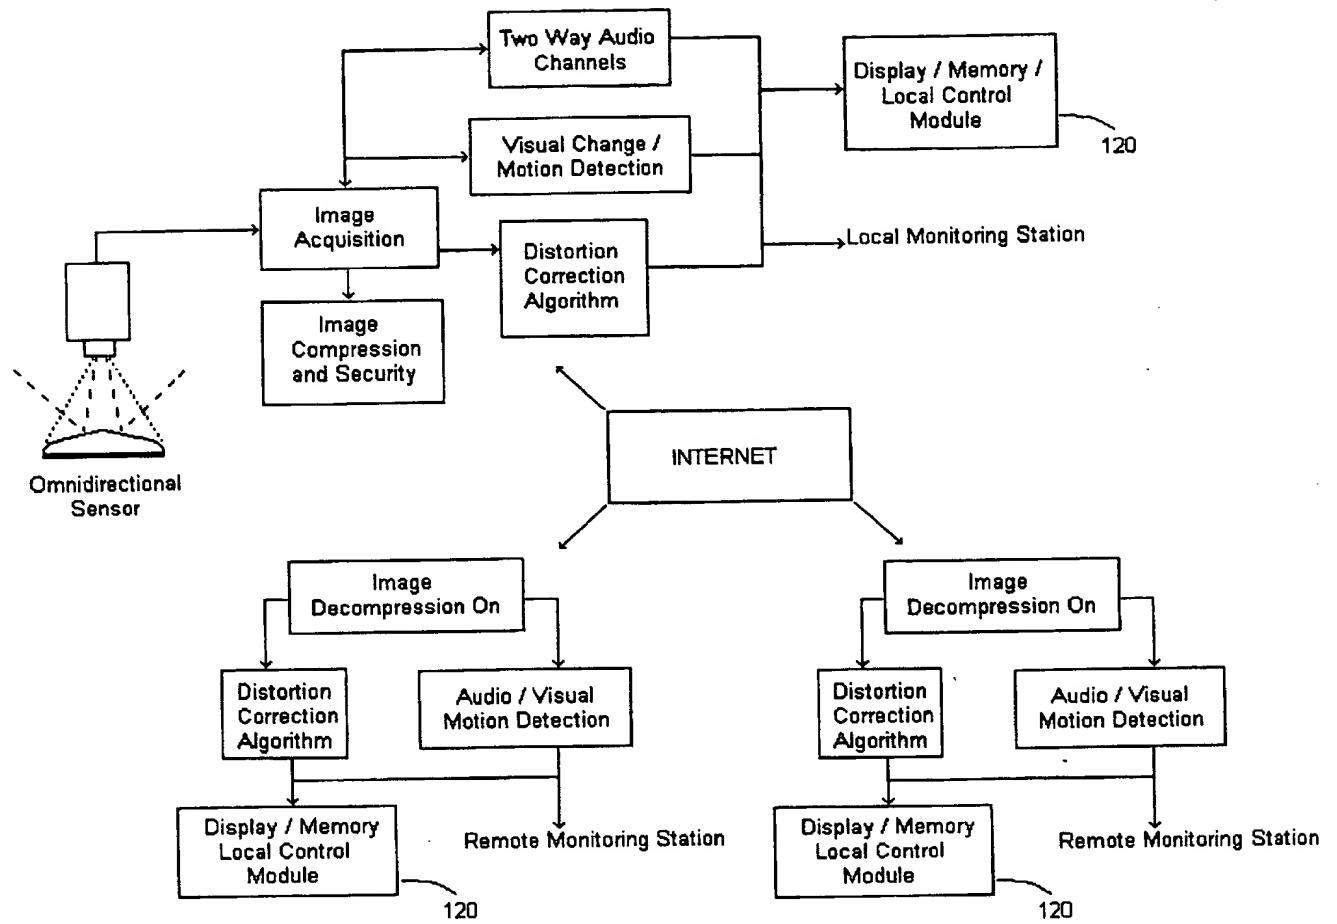 Two Way Audio
Channels
Display / Memory /
Local Control
Module
120
Visual Change /
Motion Detection
Image
Acquisition
Distortion
Correction
Algorithm
Local Monitoring Station
Image
Compression
and Security
Omnidirectional
Sensor
INTERNET
Image
Decompression On
Distortion
Correction
Algorithm
Audio / Visual
Motion Detection
Display / Memory
Local Control
Module
120
Remote Monitoring Station
Image
Decompression On
Distortion
Correction
Algorithm
Audio / Visual
Motion Detection
Display / Memory
Local Control
Module
120
Remote Monitoring Station